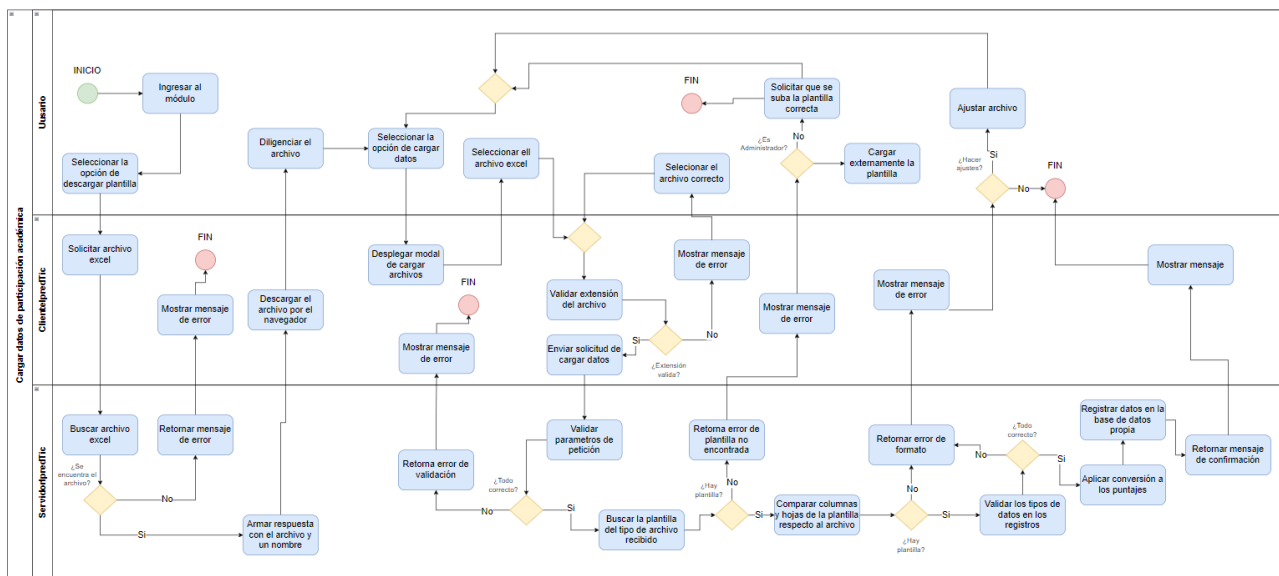 Cargar datos de participación académica
Uusario
INICIO
Ingresar al
módulo
Seleccionar la
opción de
descargar plantilla
Diligenciar el
archivo
Seleccionar la
opción de cargar
datos
Seleccionar ell
archivo excel
Selecionar el
archivo correcto
FIN
Solicitar que se
suba la plantilla
correcta
¿Es
Administrador?
No
Cargar
externamente la
plantilla
Ajustar archivo
¿Hacer
ajustes?
Si
No
FIN
ClienteIpredTic
Solicitar archivo
excel
FIN
Mostrar mensaje
de error
Descargar el
archivo por el
navegador
Desplegar modal
de cargar
archivos
FIN
Mostrar mensaje
de error
Validar extensión
del archivo
Enviar solicitud de
cargar datos
Si
No
¿Extensión
valida?
Mostrar mensaje
de error
Mostrar mensaje
de error
Mostrar mensaje
de error
Mostrar mensaje
ServidorIpredTic
Buscar archivo
excel
¿Se
encuentra el
archivo?
No
Si
Retornar mensaje
de error
Armar respuesta
con el archivo y
un nombre
Retorna error de
validación
Validar
parametros de
petición
¿Todo
correcto?
No
Si
Buscar la plantilla
del tipo de archivo
recibido
Retorna error de
plantilla no
encontrada
¿Hay
plantilla?
No
Si
Comparar columnas
y hojas de la plantilla
respecto al archivo
Retornar error de
formato
No
¿Hay
plantilla?
Si
Validar los tipos de
datos en los
registros
¿Todo
correcto?
No
Si
Aplicar conversión a
los puntajes
Registrar datos en la
base de datos
propia
Retornar mensaje
de confirmación